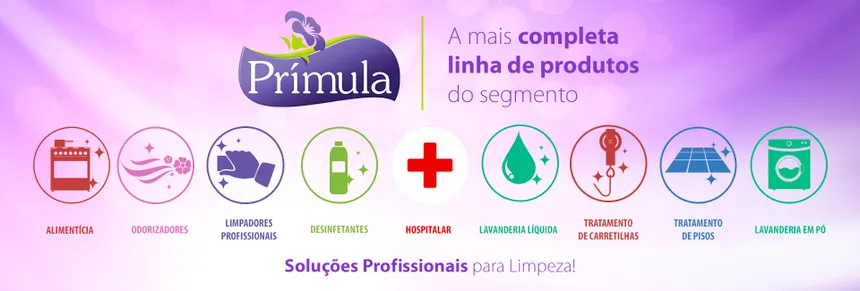 Prímula
A mais completa
linha de produtos
do segmento
ALIMENTÍCIA
ODORIZADORES
LIMPADORES
PROFISSIONAIS
DESINFETANTES
HOSPITALAR
LAVANDERIA LÍQUIDA
TRATAMENTO
DE CARRETILHAS
TRATAMENTO
DE PISOS
LAVANDERIA EM PÓ
Soluções Profissionais para Limpeza!